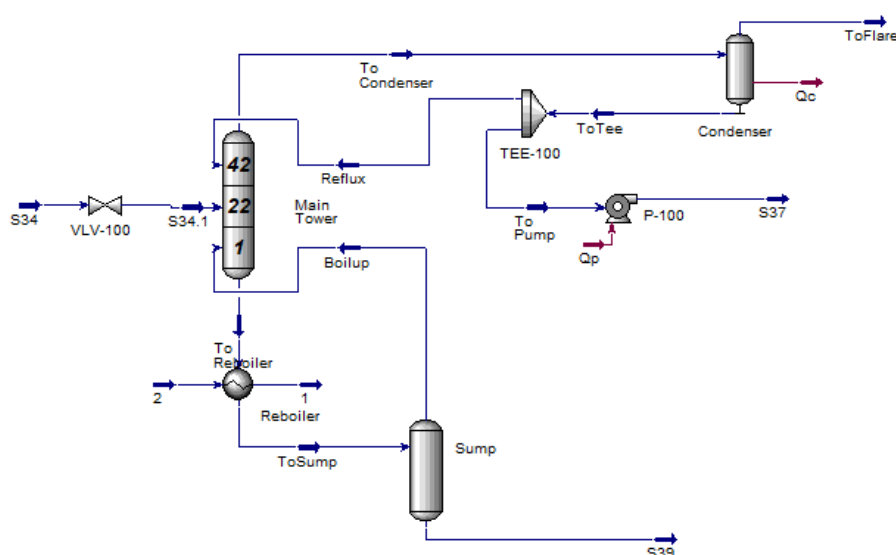 ToFlare
To
Condenser
Qc
ToTee
Condenser
TEE-100
42
Reflux
S34
S34.1
22
Main
Tower
To
Pump
P-100
S37
VLV-100
1
Boilup
Qp
To
Reboiler
2
1
Reboiler
ToSump
Sump
S39